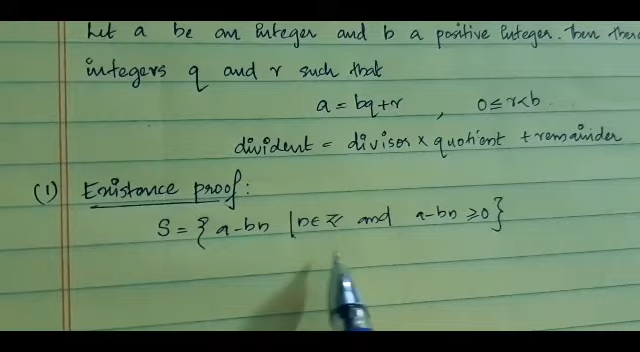 Let a be an integer and b a positive integer. Then there
integers q and r such that
a = bq + r , 0 ≤ r < b.
divident = divisor × quotient + remainder
(1) Existance proof:
S = { a - bn | n ∈ ℤ and a - bn ≥ 0 }